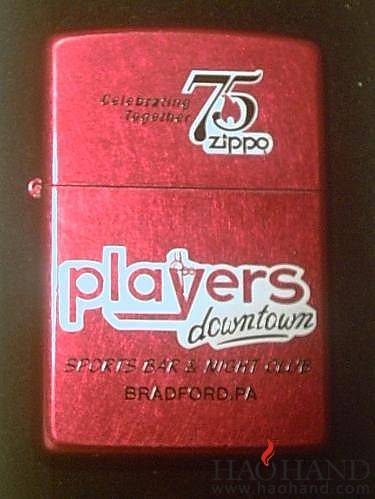 Celebrating
Together
75
zippo
players
downtown
SPORTS BAR & NIGHT CLUB
BRADFORD, PA
HAOHAND
www.haohand.com